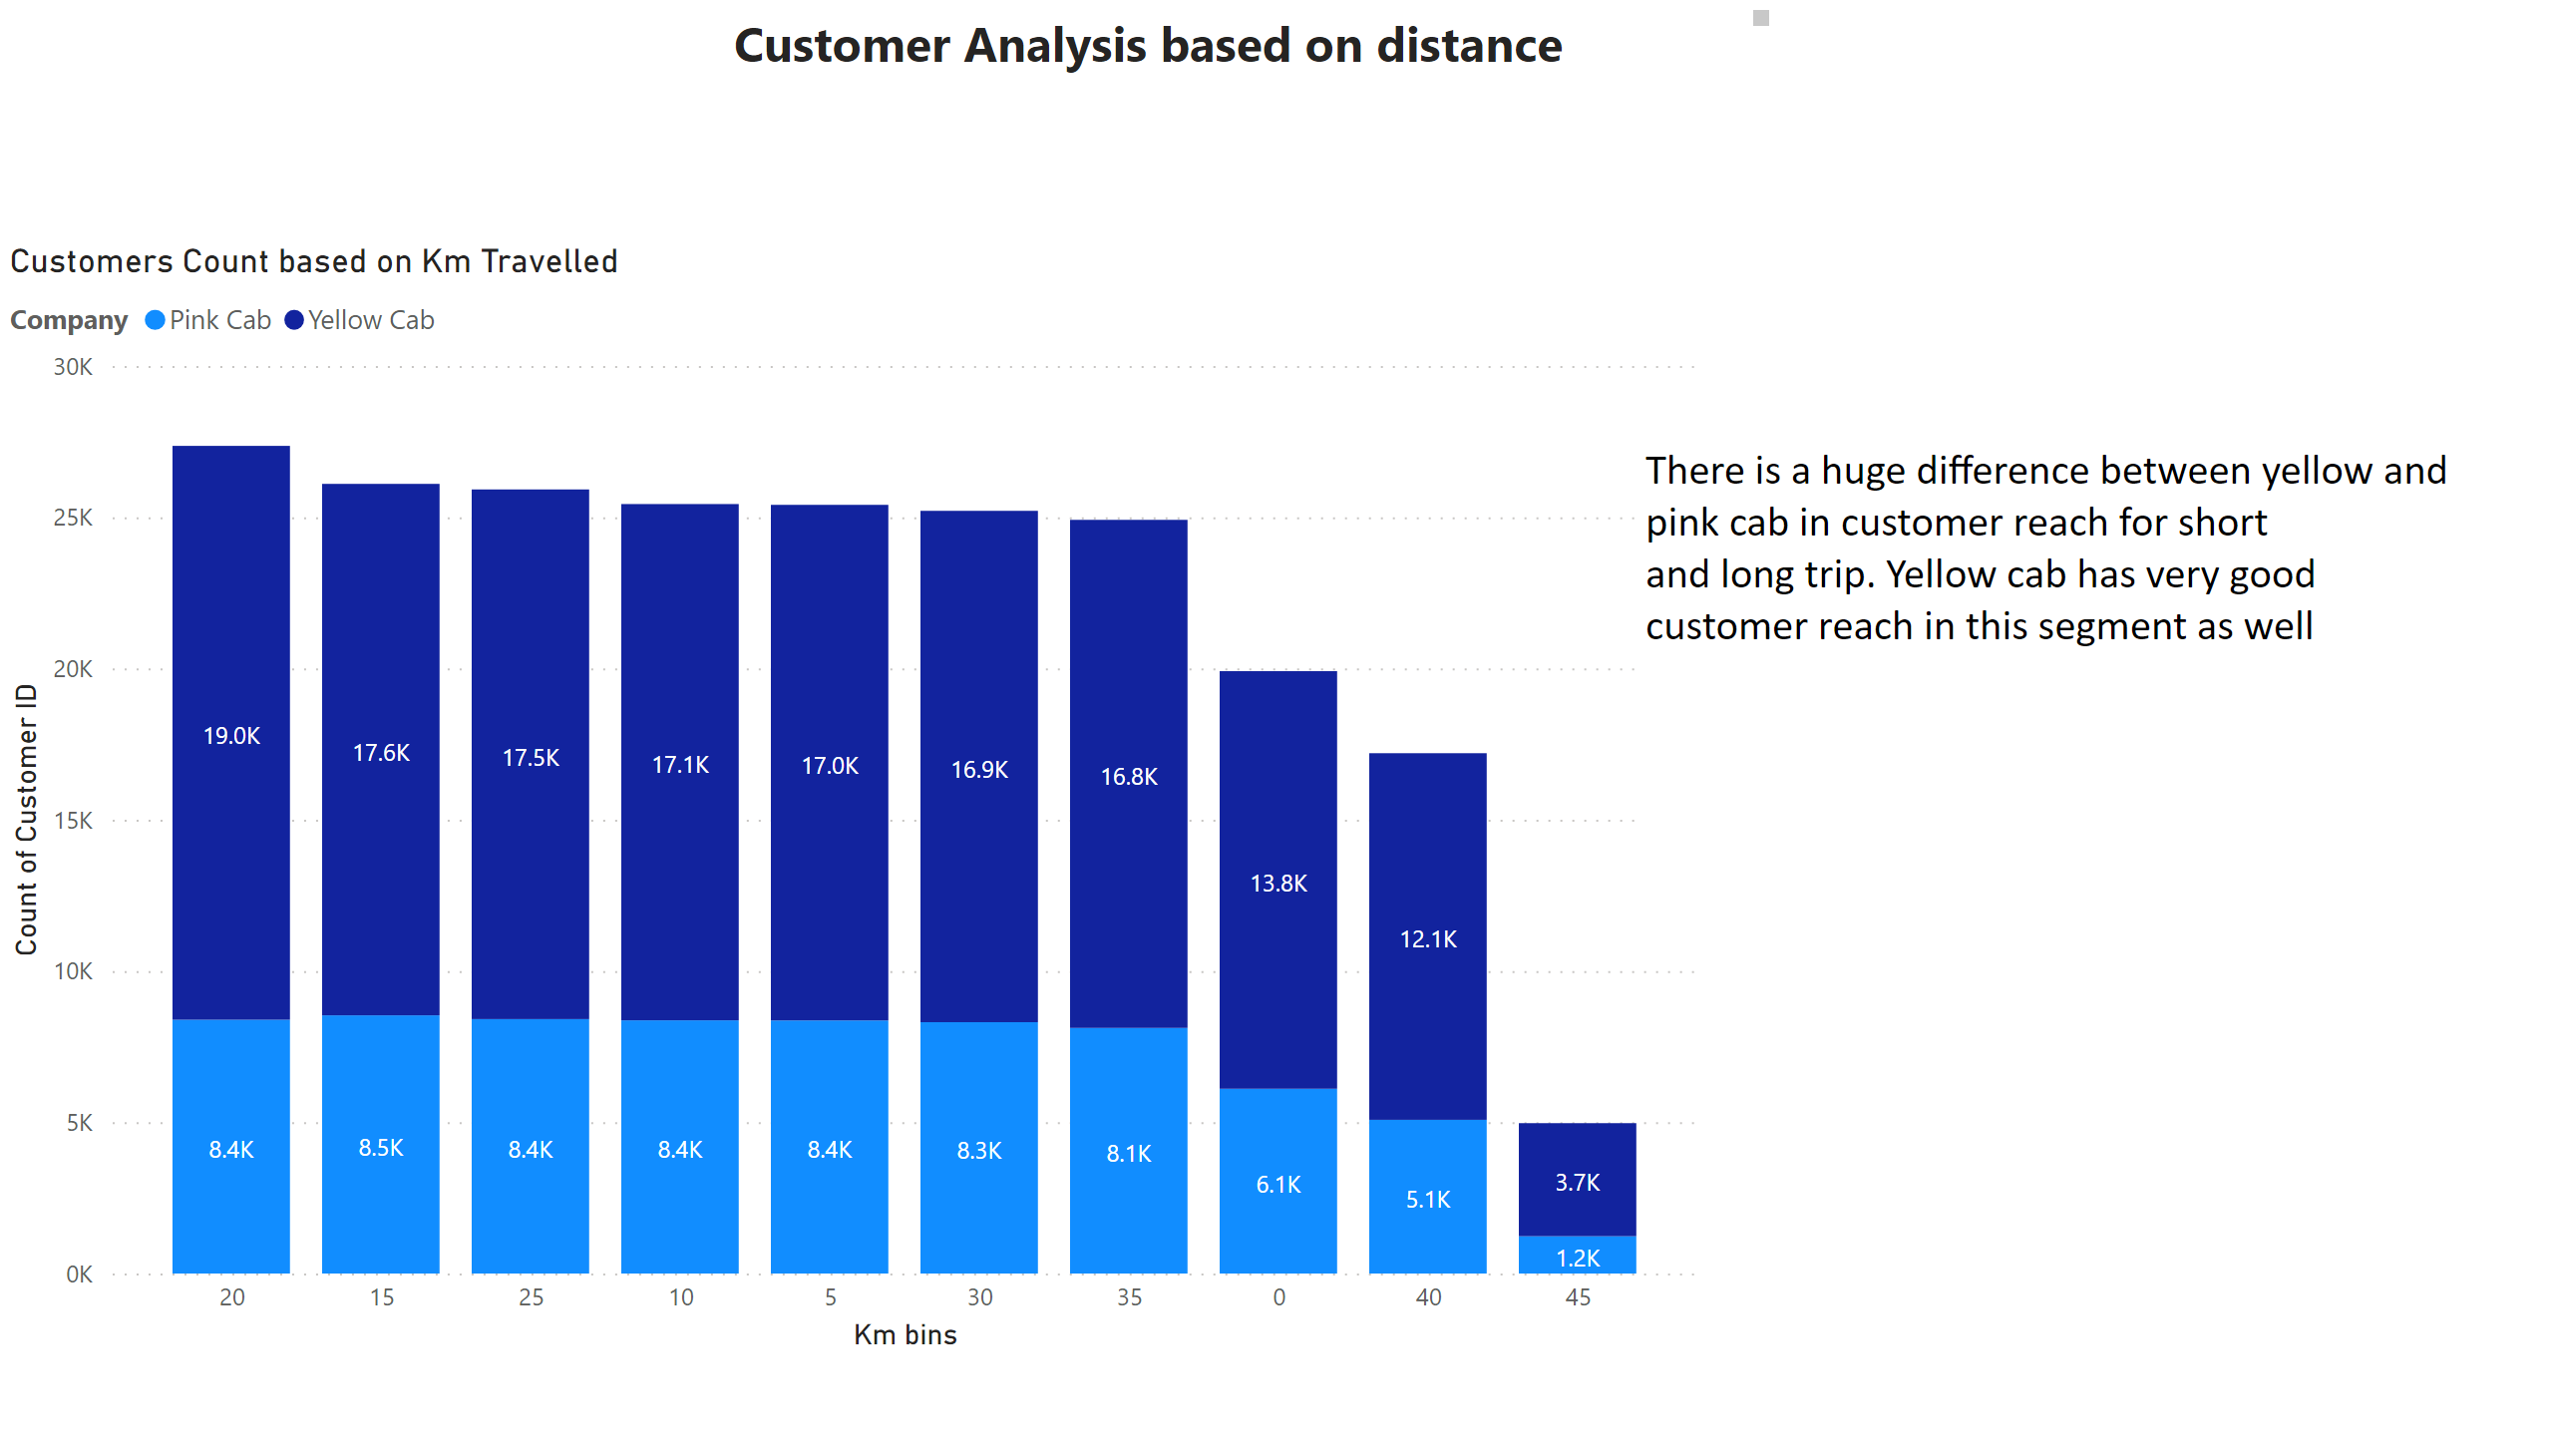 Customer Analysis based on distance
Customers Count based on Km Travelled
Company Pink Cab Yellow Cab
30K
25K
20K
15K
10K
5K
0K
Count of Customer ID
19.0K 17.6K 17.5K 17.1K 17.0K 16.9K 16.8K 13.8K 12.1K 3.7K
8.4K 8.5K 8.4K 8.4K 8.4K 8.3K 8.1K 6.1K 5.1K 1.2K
20 15 25 10 5 30 35 0 40 45
Km bins
There is a huge difference between yellow and
pink cab in customer reach for short
and long trip. Yellow cab has very good
customer reach in this segment as well